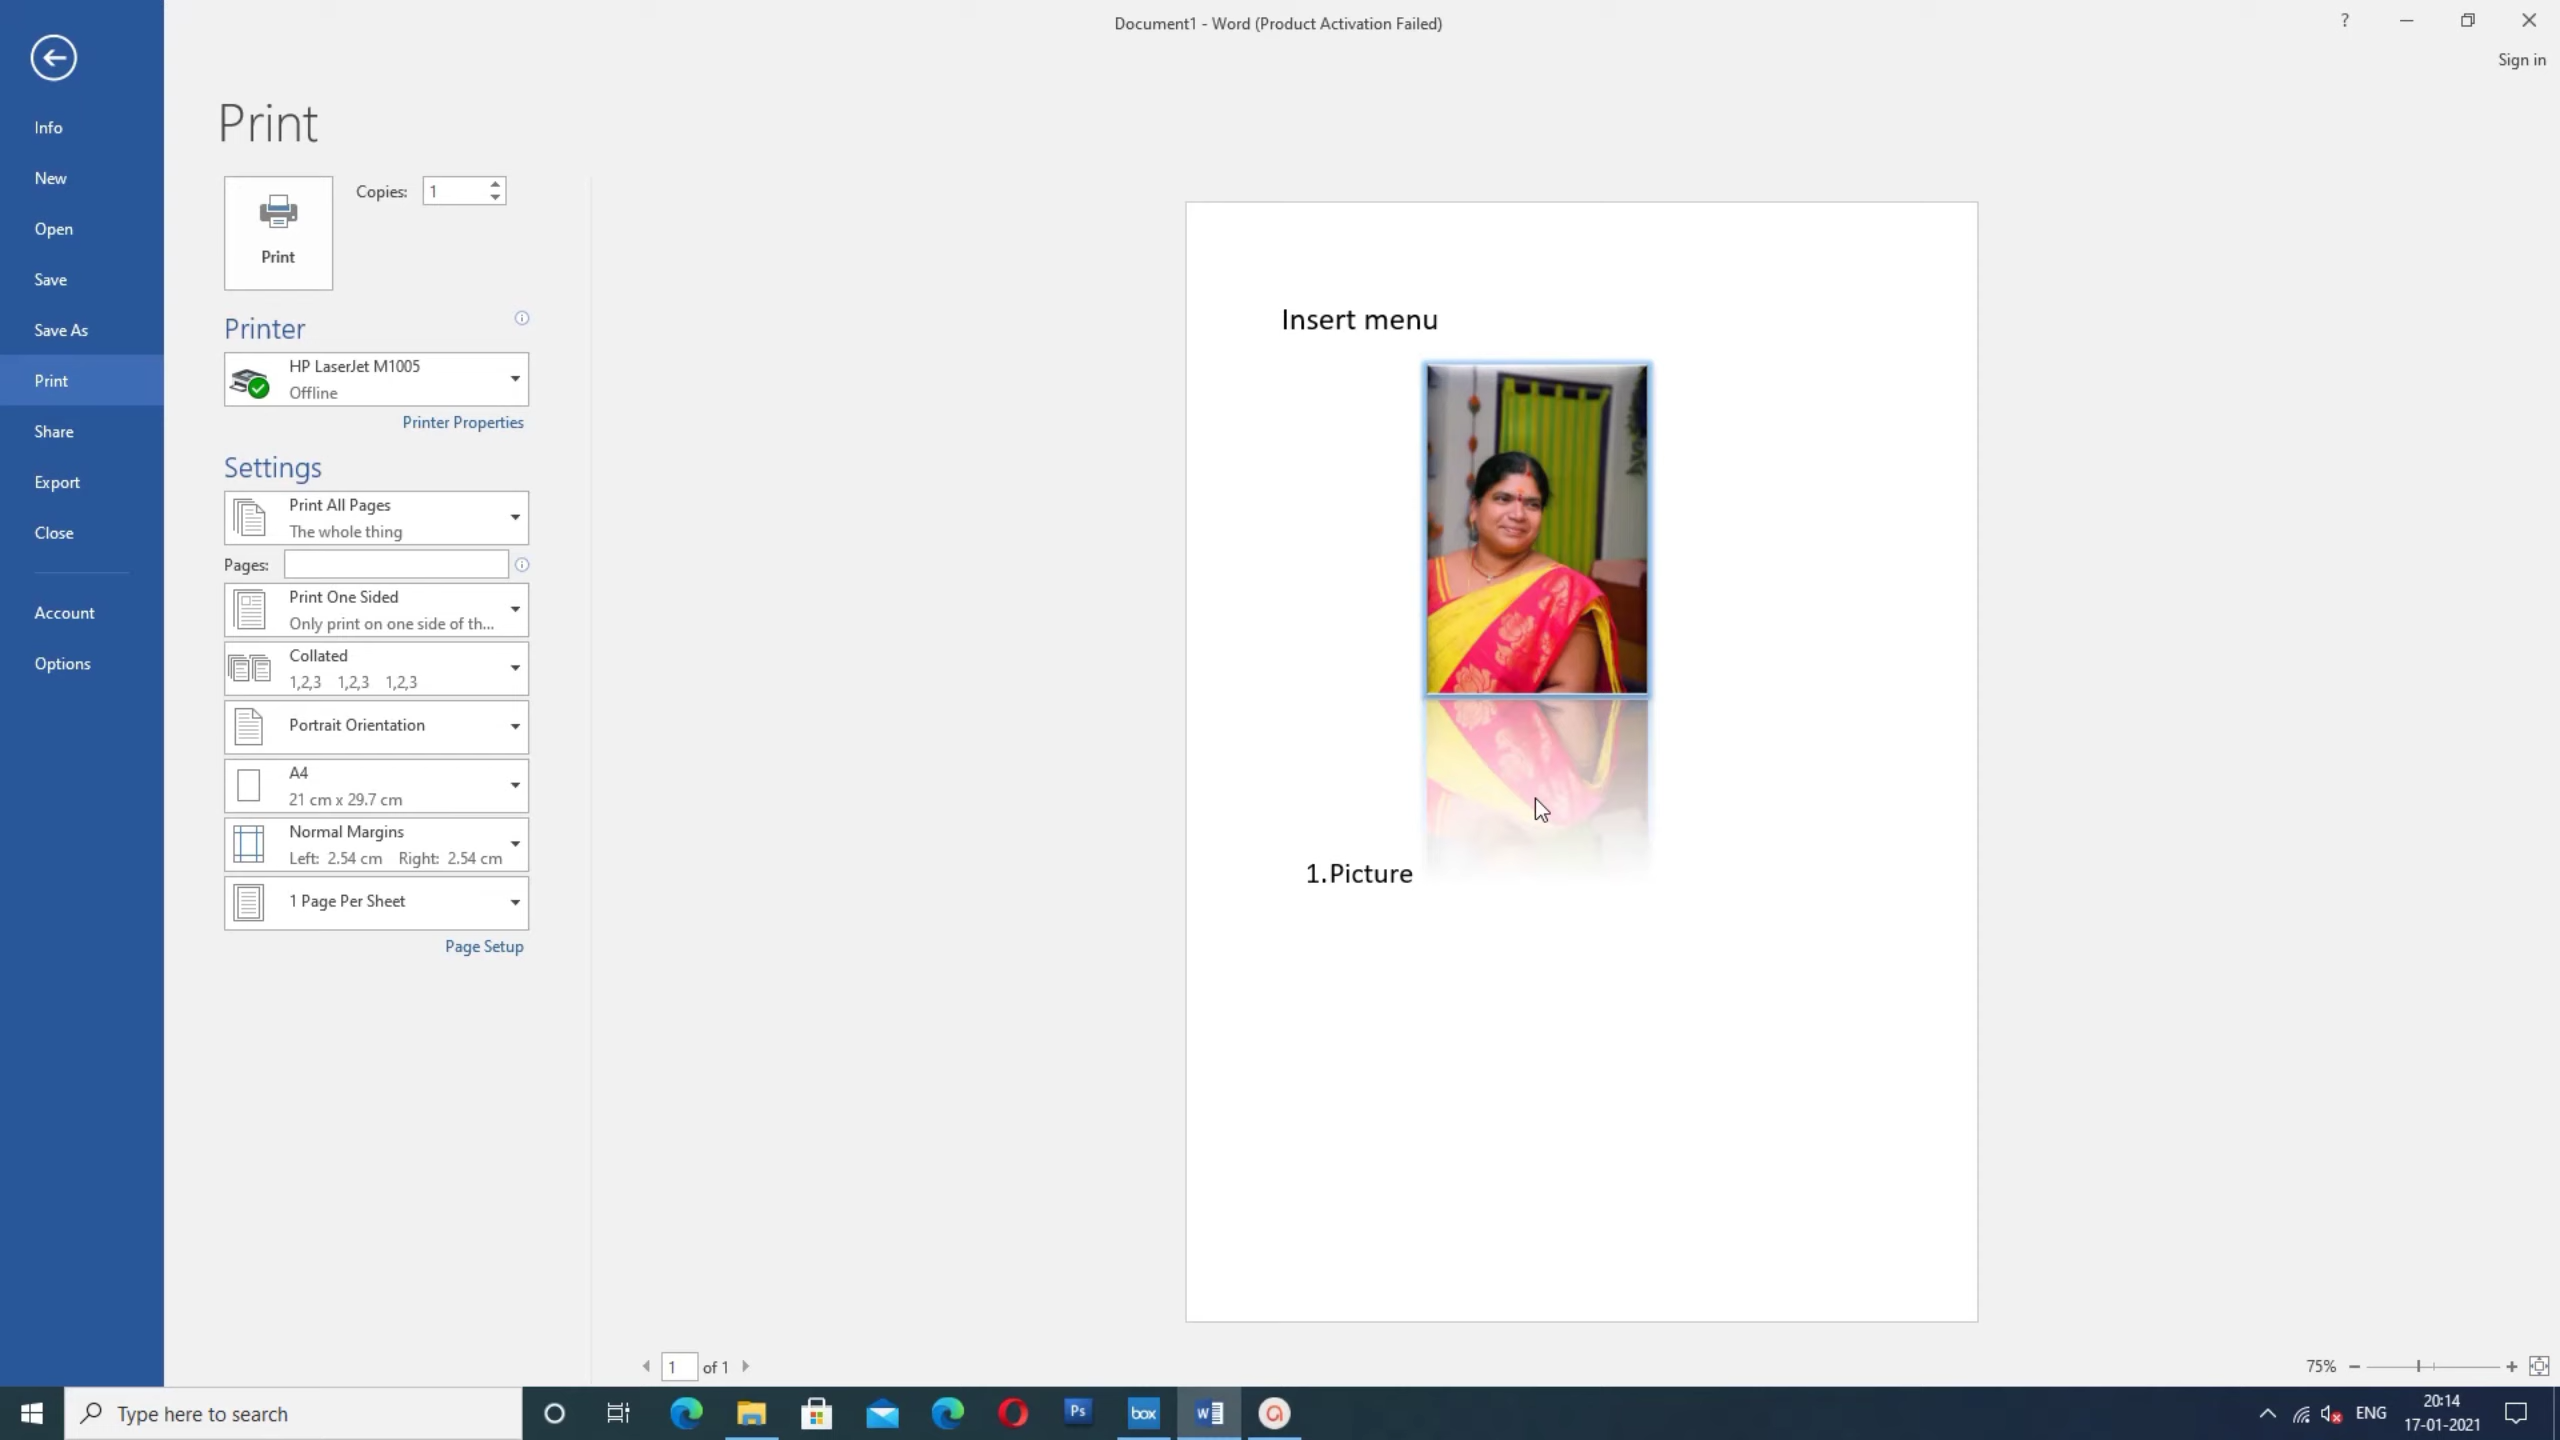 Document1 - Word (Product Activation Failed)
?
Sign in
Info
New
Open
Save
Save As
Print
Share
Export
Close
Account
Options
Print
Print
Copies: 1
Printer
HP LaserJet M1005
Offline
Printer Properties
Settings
Print All Pages
The whole thing
Pages:
Print One Sided
Only print on one side of th...
Collated
1,2,3 1,2,3 1,2,3
Portrait Orientation
A4
21 cm x 29.7 cm
Normal Margins
Left: 2.54 cm Right: 2.54 cm
1 Page Per Sheet
Page Setup
Insert menu
1.Picture
1 of 1
75%
Type here to search
Ps
box
W
ENG
20:14
17-01-2021